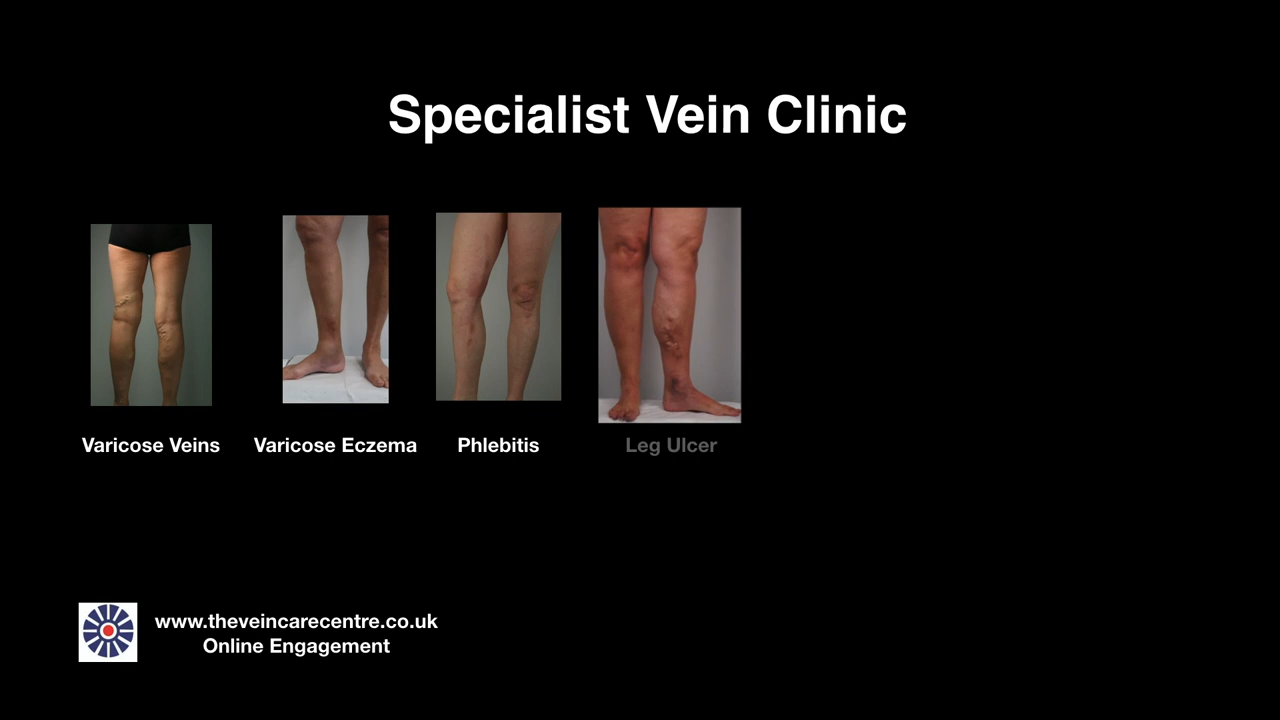 Specialist Vein Clinic
Varicose Veins
Varicose Eczema
Phlebitis
Leg Ulcer
www.theveincarecentre.co.uk
Online Engagement